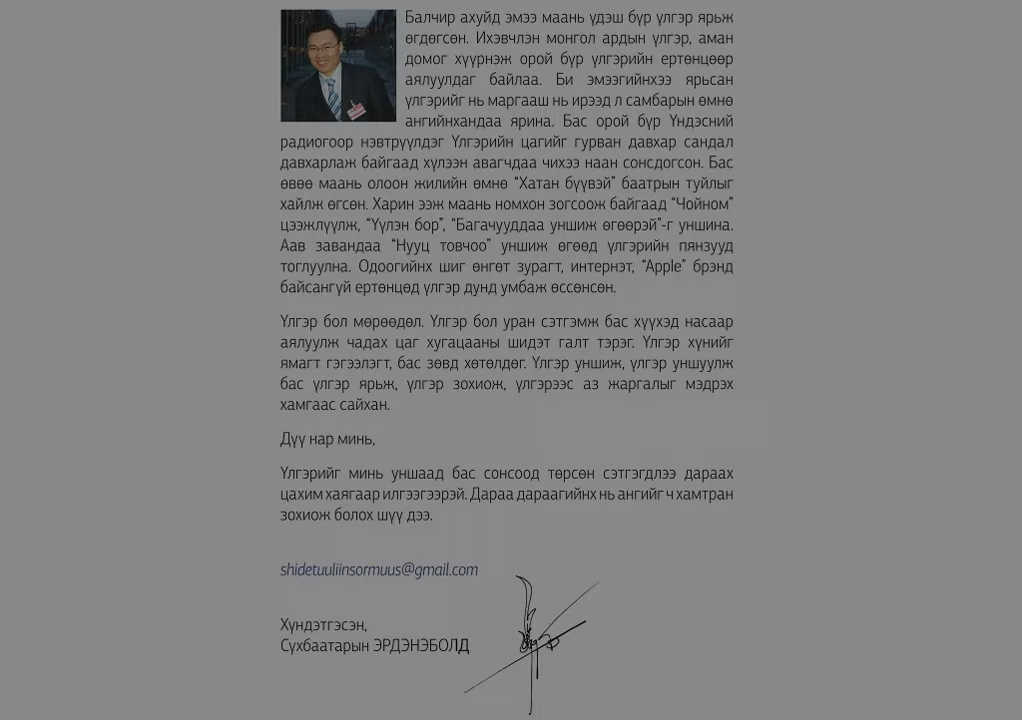 Балчир ахуйд эмээ маань үдэш бүр үлгэр ярьж
өгдөгсөн. Ихэвчлэн монгол ардын үлгэр, аман
домог хүүрнэж орой бүр үлгэрийн ертөнцөөр
аялуулдаг байлаа. Би эмээгийнхээ ярьсан
үлгэрийг нь маргааш нь ирээд л самбарын өмнө
ангийнхандаа ярина. Бас орой бүр Үндэсний
радиогоор нэвтрүүлдэг Үлгэрийн цагийг гурван давхар сандал
давхарлаж байгаад хүлээн авагчдаа чихээ наан сонсдогсон. Бас
өвөө маань олоон жилийн өмнө “Хатан бүүвэй” баатрын туйлыг
хайлж өгсөн. Харин ээж маань номхон зогсоож байгаад “Чойном”
цээжлүүлж, “Үүлэн бор”, “Багачууддаа уншиж өгөөрэй”-г уншина.
Аав завандаа “Нууц товчоо” уншиж өгөөд үлгэрийн пянзууд
тоглуулна. Одоогийнх шиг өнгөт зурагт, интернэт, “Apple” брэнд
байсангүй ертөнцөд үлгэр дунд умбаж өссөнсөн.
Үлгэр бол мөрөөдөл. Үлгэр бол уран сэтгэмж бас хүүхэд насаар
аялуулж чадах цаг хугацааны шидэт галт тэрэг. Үлгэр хүнийг
ямагт гэгээлэгт, бас зөвд хөтөлдөг. Үлгэр уншиж, үлгэр уншуулж
бас үлгэр ярьж, үлгэр зохиож, үлгэрээс аз жаргалыг мэдрэх
хамгаас сайхан.
Дүү нар минь,
Үлгэрийг минь уншаад бас сонсоод төрсөн сэтгэгдлээ дараах
цахим хаягаар илгээгээрэй. Дараа дараагийнх нь ангийг ч хамтран
зохиож болох шүү дээ.
shidetuuliinsormuus@gmail.com
Хүндэтгэсэн,
Сүхбаатарын ЭРДЭНЭБОЛД